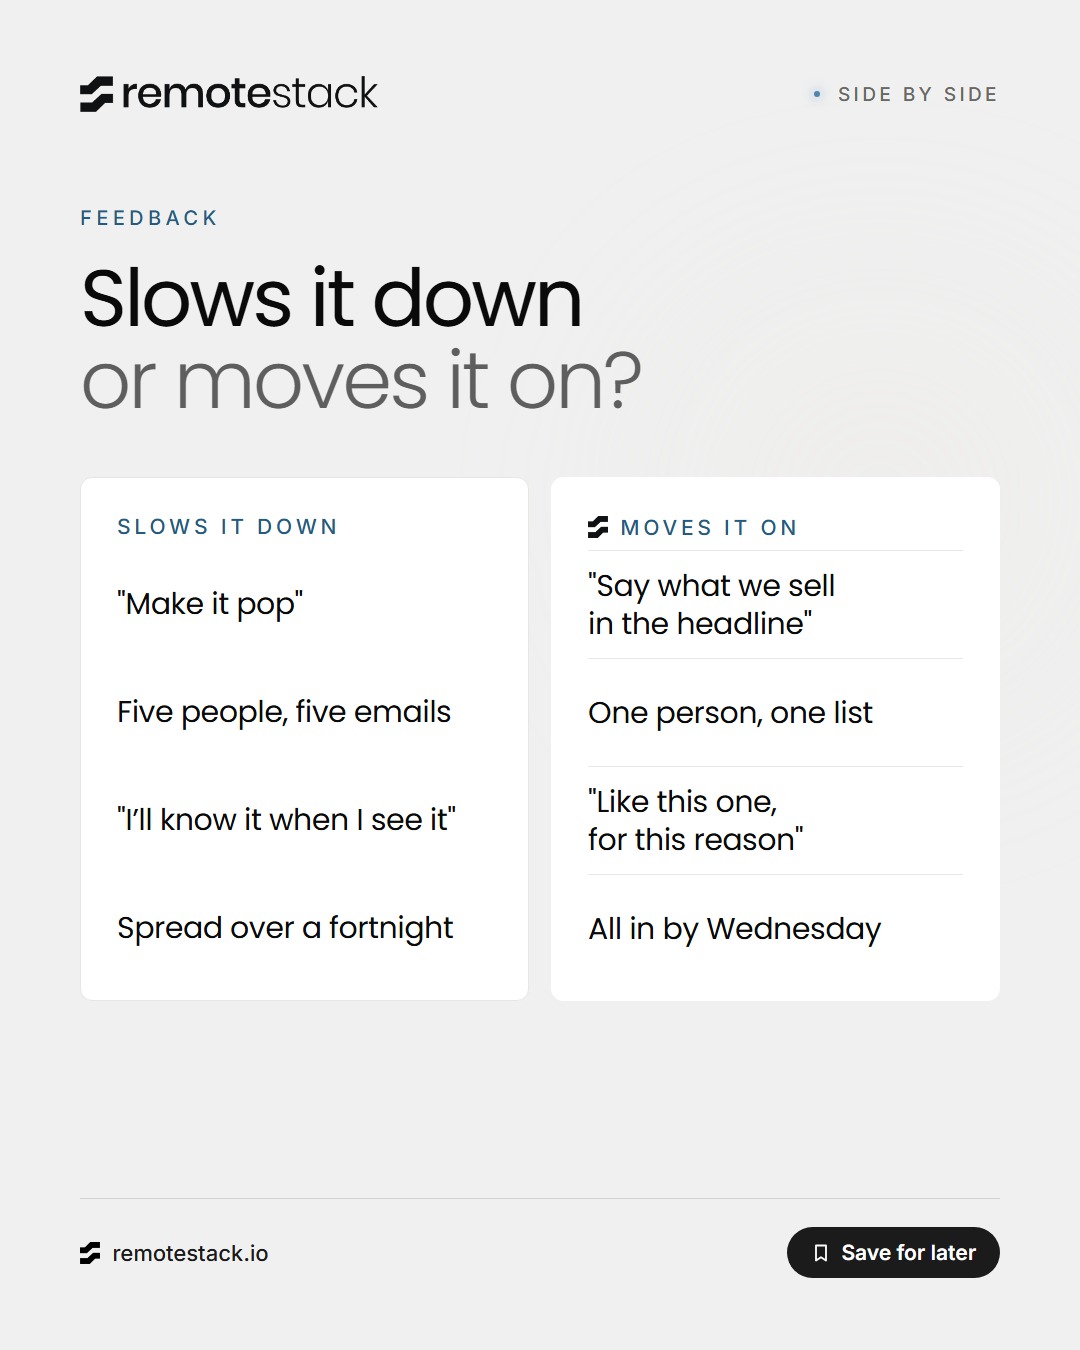 remotestack
SIDE BY SIDE
FEEDBACK
Slows it down
or moves it on?
SLOWS IT DOWN
"Make it pop"
Five people, five emails
"I’ll know it when I see it"
Spread over a fortnight
MOVES IT ON
"Say what we sell
in the headline"
One person, one list
"Like this one,
for this reason"
All in by Wednesday
remotestack.io
Save for later